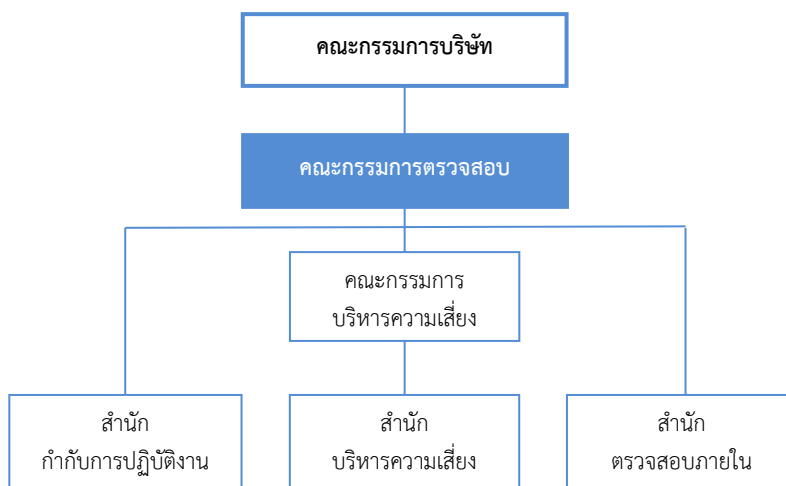 คณะกรรมการบริษัท
คณะกรรมการตรวจสอบ
คณะกรรมการ
บริหารความเสี่ยง
สำนัก
กำกับการปฏิบัติงาน
สำนัก
บริหารความเสี่ยง
สำนัก
ตรวจสอบภายใน